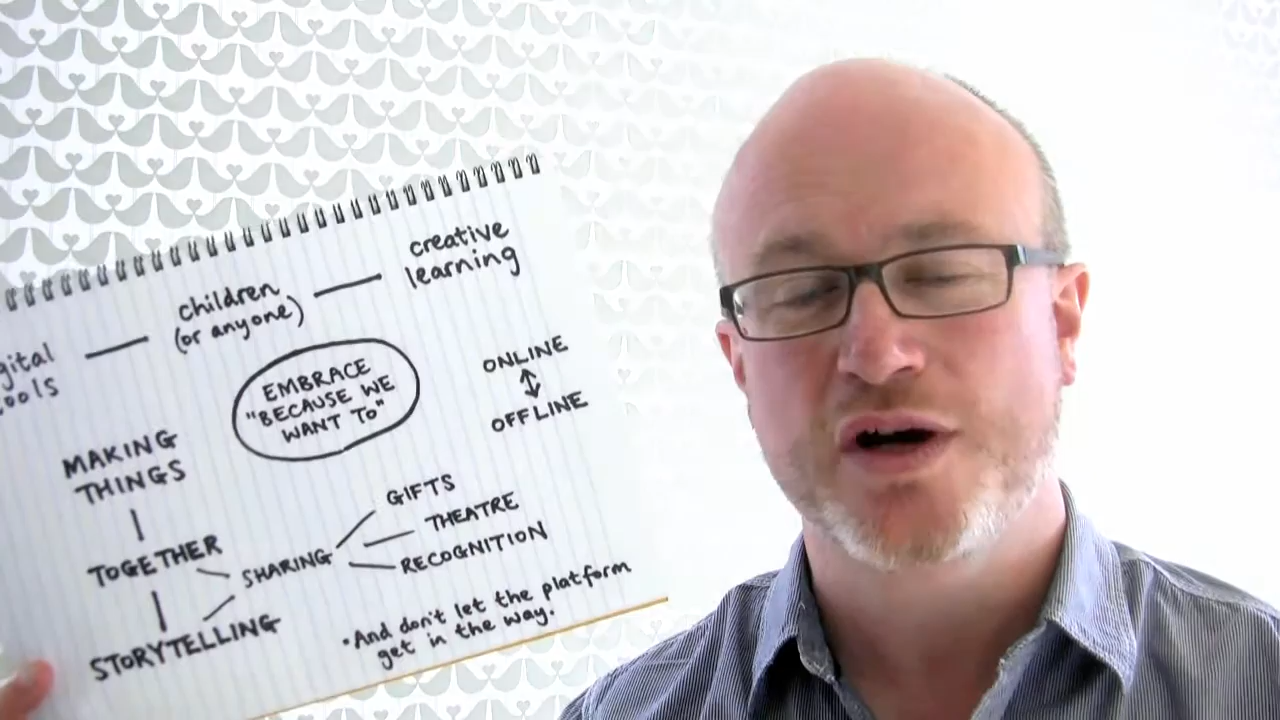 creative
learning
children
(or anyone)
gital
ools
EMBRACE
"BECAUSE WE
WANT TO"
ONLINE
OFFLINE
MAKING
THINGS
TOGETHER
STORYTELLING
SHARING
GIFTS
THEATRE
RECOGNITION
•And don't let the platform
get in the way.